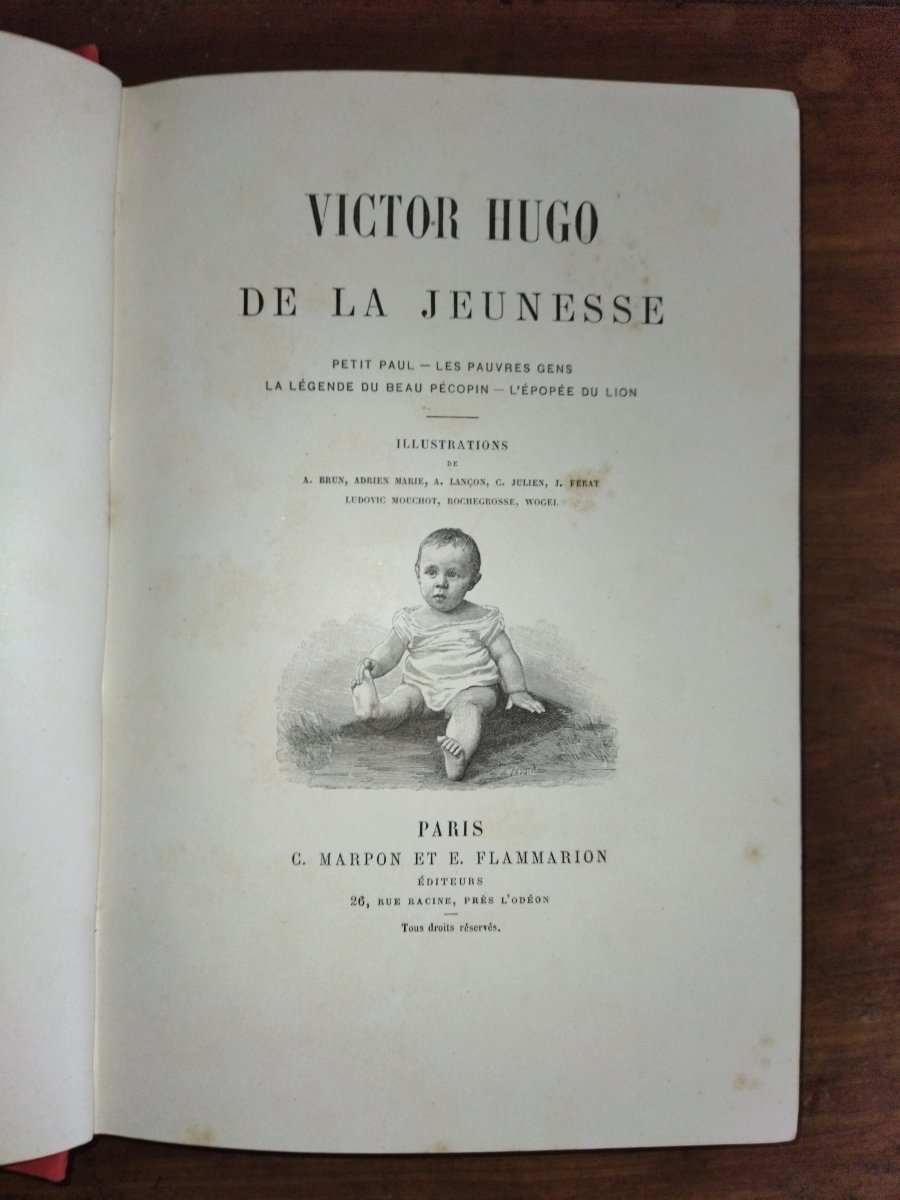 VICTOR HUGO
DE LA JEUNESSE
PETIT PAUL — LES PAUVRES GENS
LA LÉGENDE DU BEAU PÉCOPIN — L'ÉPOPÉE DU LION
ILLUSTRATIONS
DE
A. BRUN, ADRIEN MARIE, A. LANÇON, C. JULIEN, J. FÉRAT
LUDOVIC MOUCHOT, ROCHEGROSSE, WOGEL
PARIS
C. MARPON ET E. FLAMMARION
ÉDITEURS
26, RUE RACINE, PRÈS L'ODÉON
Tous droits réservés.